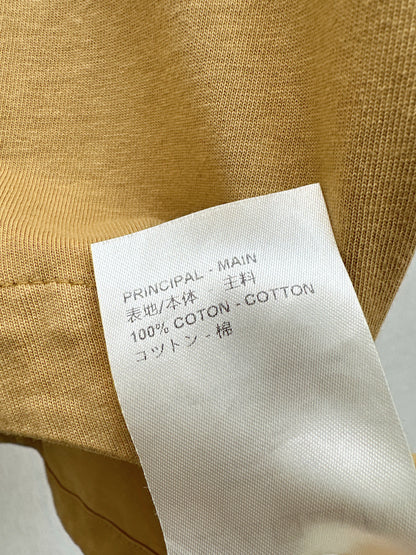 PRINCIPAL - MAIN
表地/本体 - 主料
100% COTON - COTTON
コットン - 棉